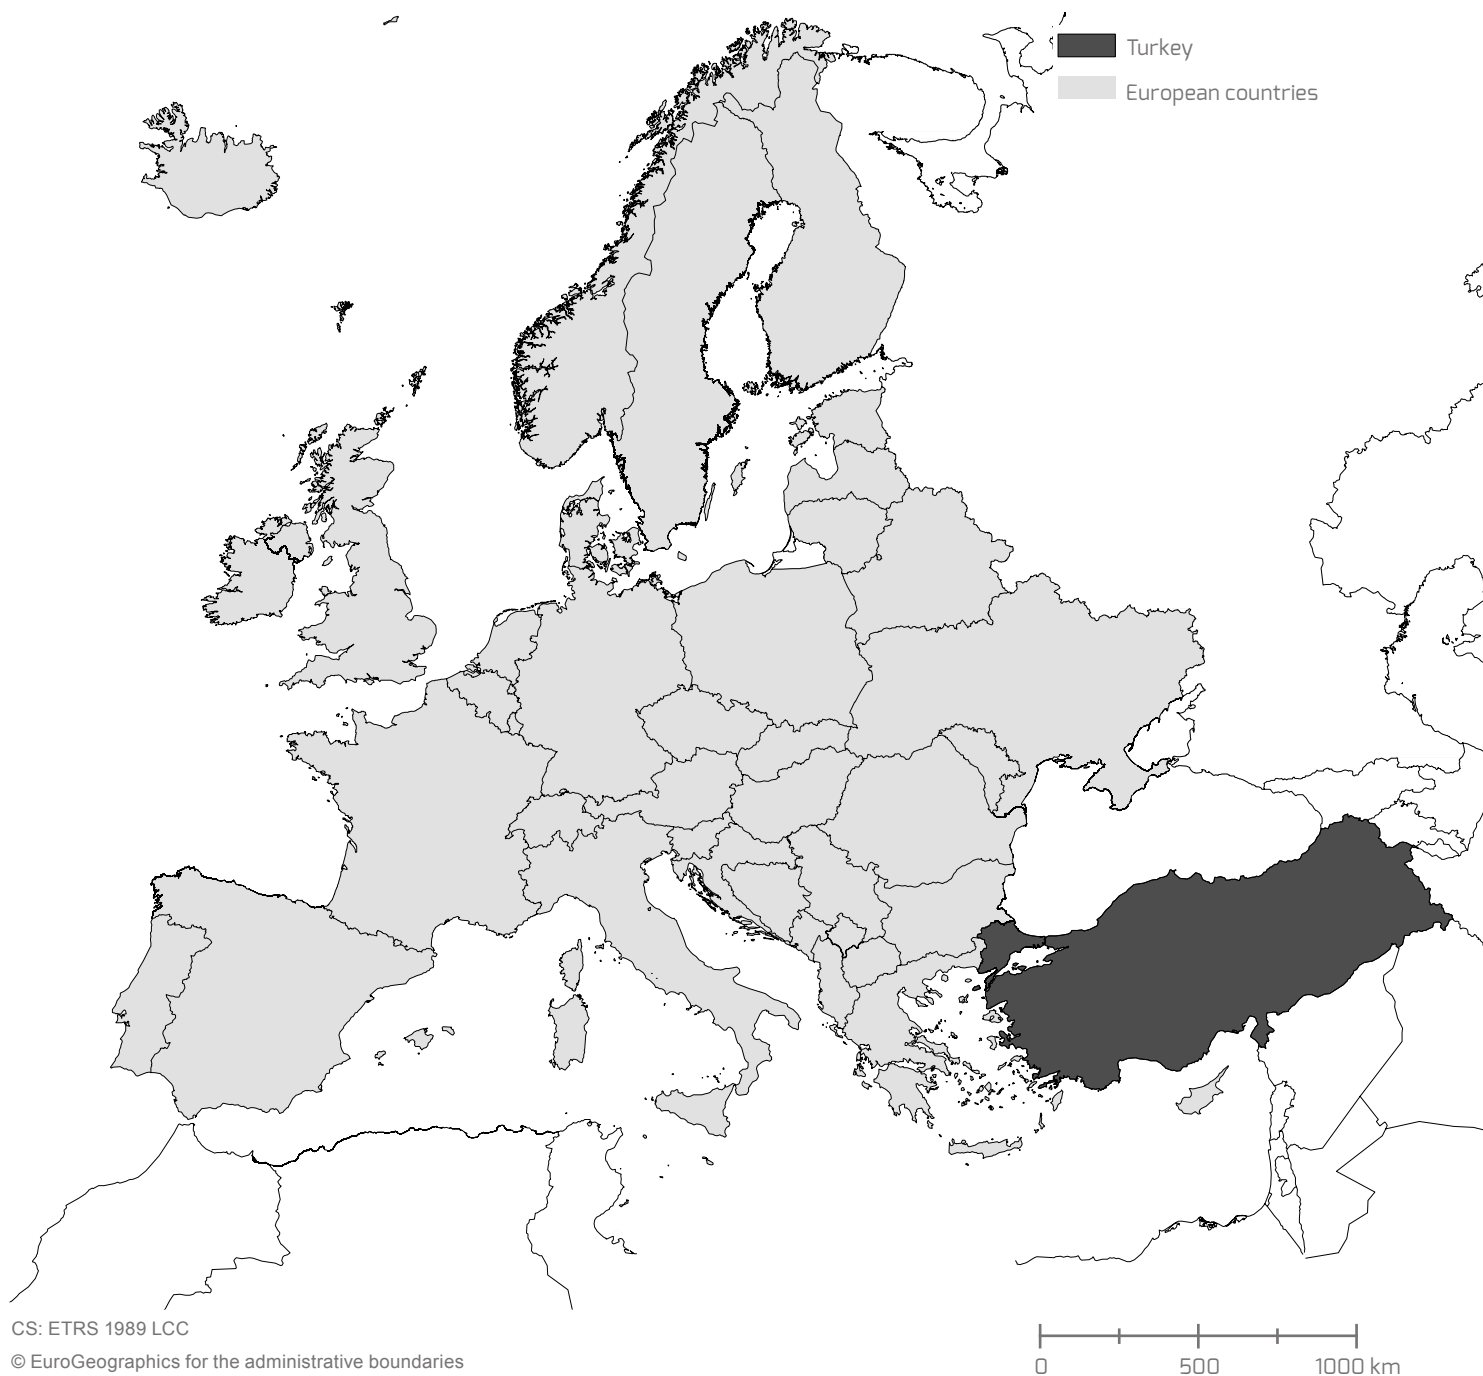 Turkey
European countries
CS: ETRS 1989 LCC
© EuroGeographics for the administrative boundaries
0 500 1000 km